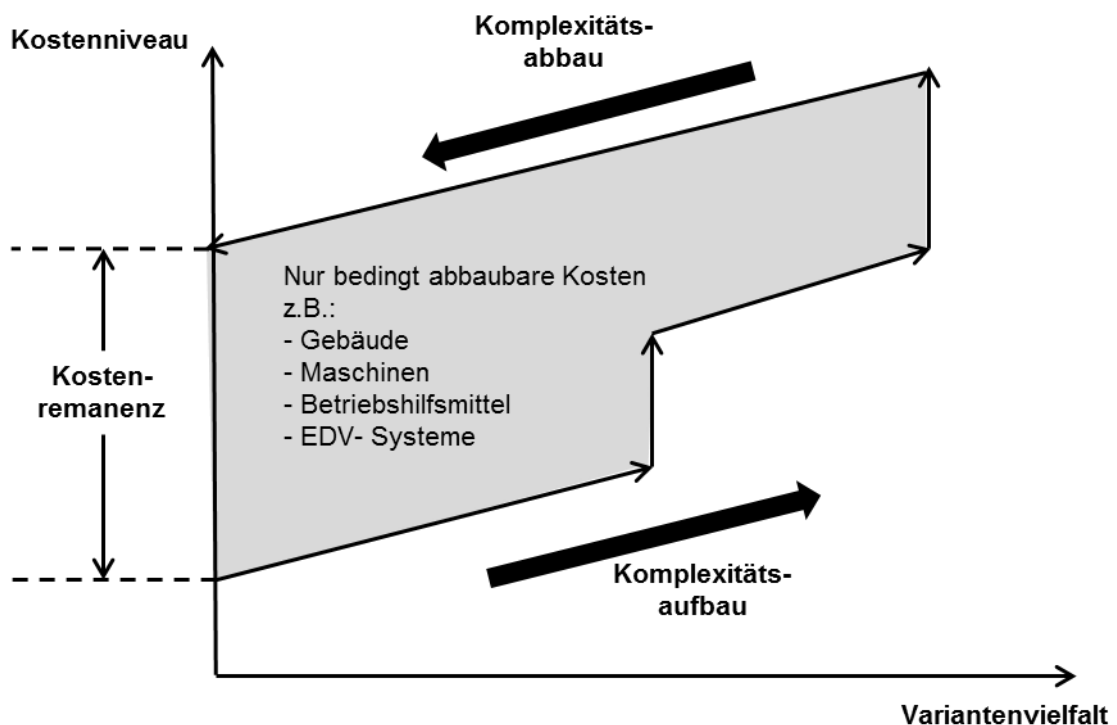 Kostenniveau
Komplexitäts-
abbau
Nur bedingt abbaubare Kosten
z.B.:
- Gebäude
- Maschinen
- Betriebshilfsmittel
- EDV- Systeme
Kosten-
remanenz
Komplexitäts-
aufbau
Variantenvielfalt